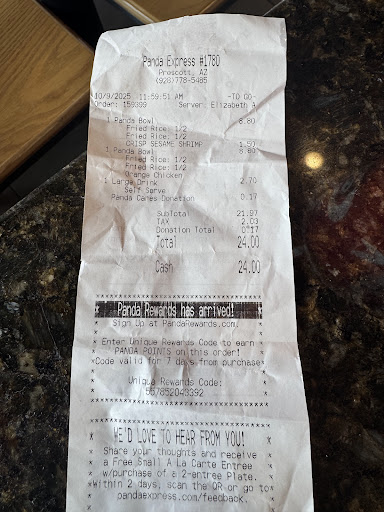 Panda Express #1780
Prescott, AZ
(928)778-5485
10/9/2025 11:59:51 AM -TO GO-
Order: 159399 Server: Elizabeth A
1 Panda Bowl 8.80
Fried Rice: 1/2
Fried Rice: 1/2
CRISP SESAME SHRIMP 1.50
1 Panda Bowl 8.80
Fried Rice: 1/2
Fried Rice: 1/2
Orange Chicken
1 Large Drink 2.70
Self Serve
Panda Cares Donation 0.17
Subtotal 21.97
TAX 2.03
Donation Total 0.17
Total 24.00
Cash 24.00
Panda Rewards has arrived!
Sign Up at PandaRewards.com.
Enter Unique Rewards Code to earn
PANDA POINTS on this order!
Code valid for 7 days from purchase
Unique Rewards Code:
557652043392
WE'D LOVE TO HEAR FROM YOU!
Share your thoughts and receive
a Free Small A La Carte Entree
w/purchase of a 2-entree Plate.
Within 2 days, scan the QR or go to
pandaexpress.com/feedback.